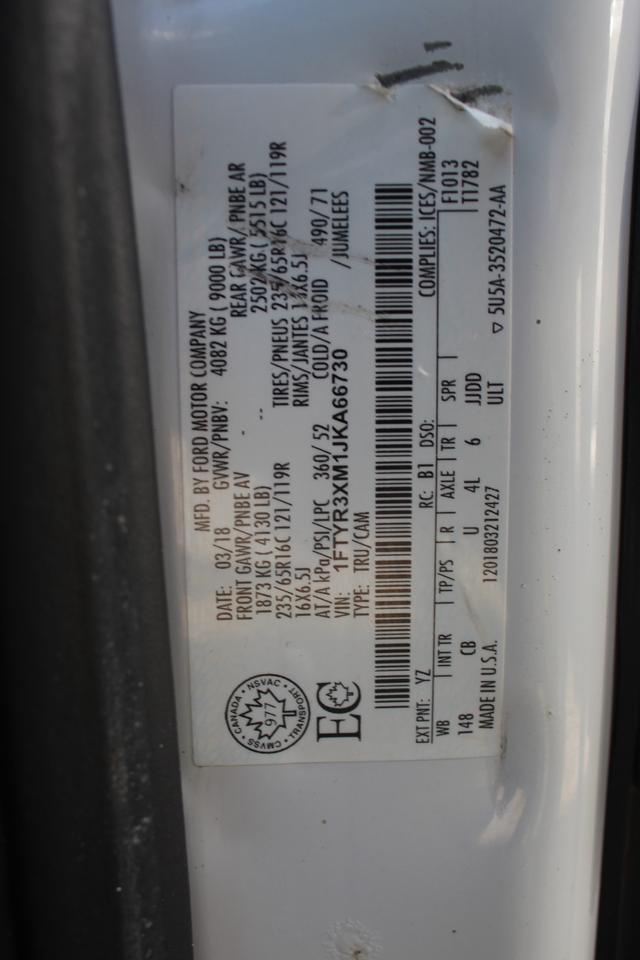 MFD. BY FORD MOTOR COMPANY
DATE: 03/18 GVWR/PNBV: 4082 KG ( 9000 LB)
FRONT GAWR/PNBE AV REAR GAWR/ PNBE AR
1873 KG ( 4130 LB) 2502 KG ( 5515 LB)
235/65R16C 121/119R TIRES/PNEUS 235/65R16C 121/119R
16X6.5J RIMS/JANTES 16X6.5J
AT/A kPa/PSI/LPC 360/ 52 COLD/A FROID 490/ 71
VIN: 1FTYR3XM1JKA66730 /JUMELEES
TYPE: TRU/CAM
CANADA • NSVAC • TRANSPORT • CMVSS •
977
EC
EXT PNT: YZ RC: B1 DSO: COMPLIES: ICES/NMB-002
WB INT TR TP/PS R AXLE TR SPR F1013
148 CB U 4L 6 JJDD T1782
MADE IN U.S.A. 1201803212427 ULT
▽ 5U5A-3520472-AA